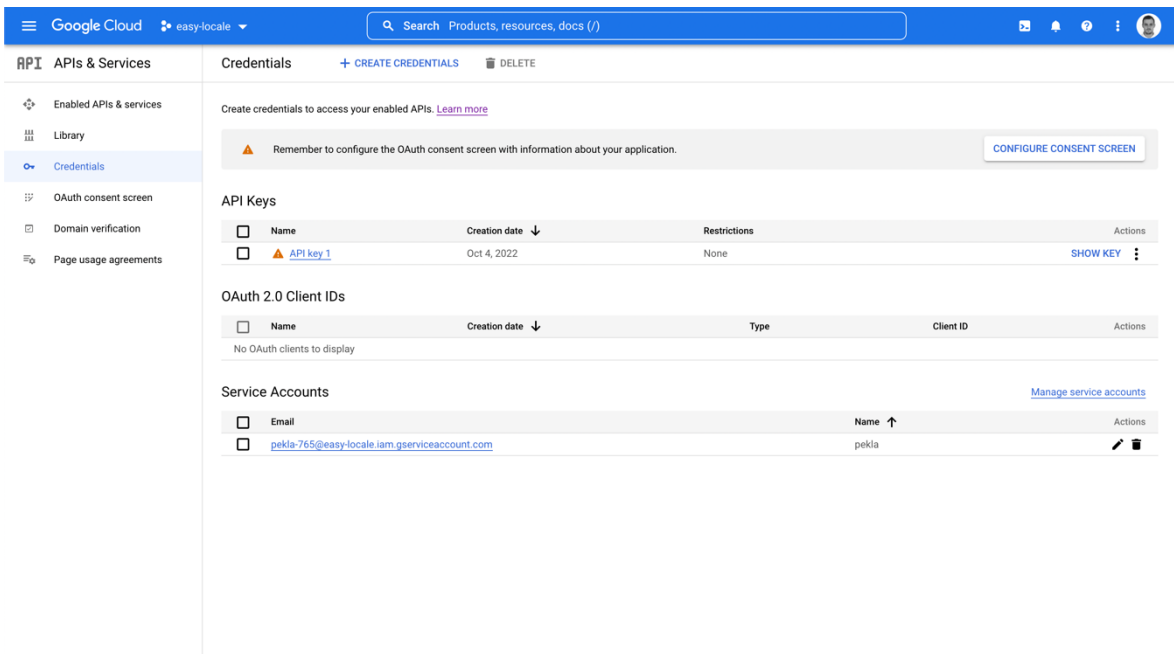 Google Cloud easy-locale Search Products, resources, docs (/)
API APIs & Services
Enabled APIs & services
Library
Credentials
OAuth consent screen
Domain verification
Page usage agreements
Credentials + CREATE CREDENTIALS DELETE
Create credentials to access your enabled APIs. Learn more
Remember to configure the OAuth consent screen with information about your application. CONFIGURE CONSENT SCREEN
API Keys
Name Creation date Restrictions Actions
API key 1 Oct 4, 2022 None SHOW KEY
OAuth 2.0 Client IDs
Name Creation date Type Client ID Actions
No OAuth clients to display
Service Accounts Manage service accounts
Email Name Actions
pekla-765@easy-locale.iam.gserviceaccount.com pekla